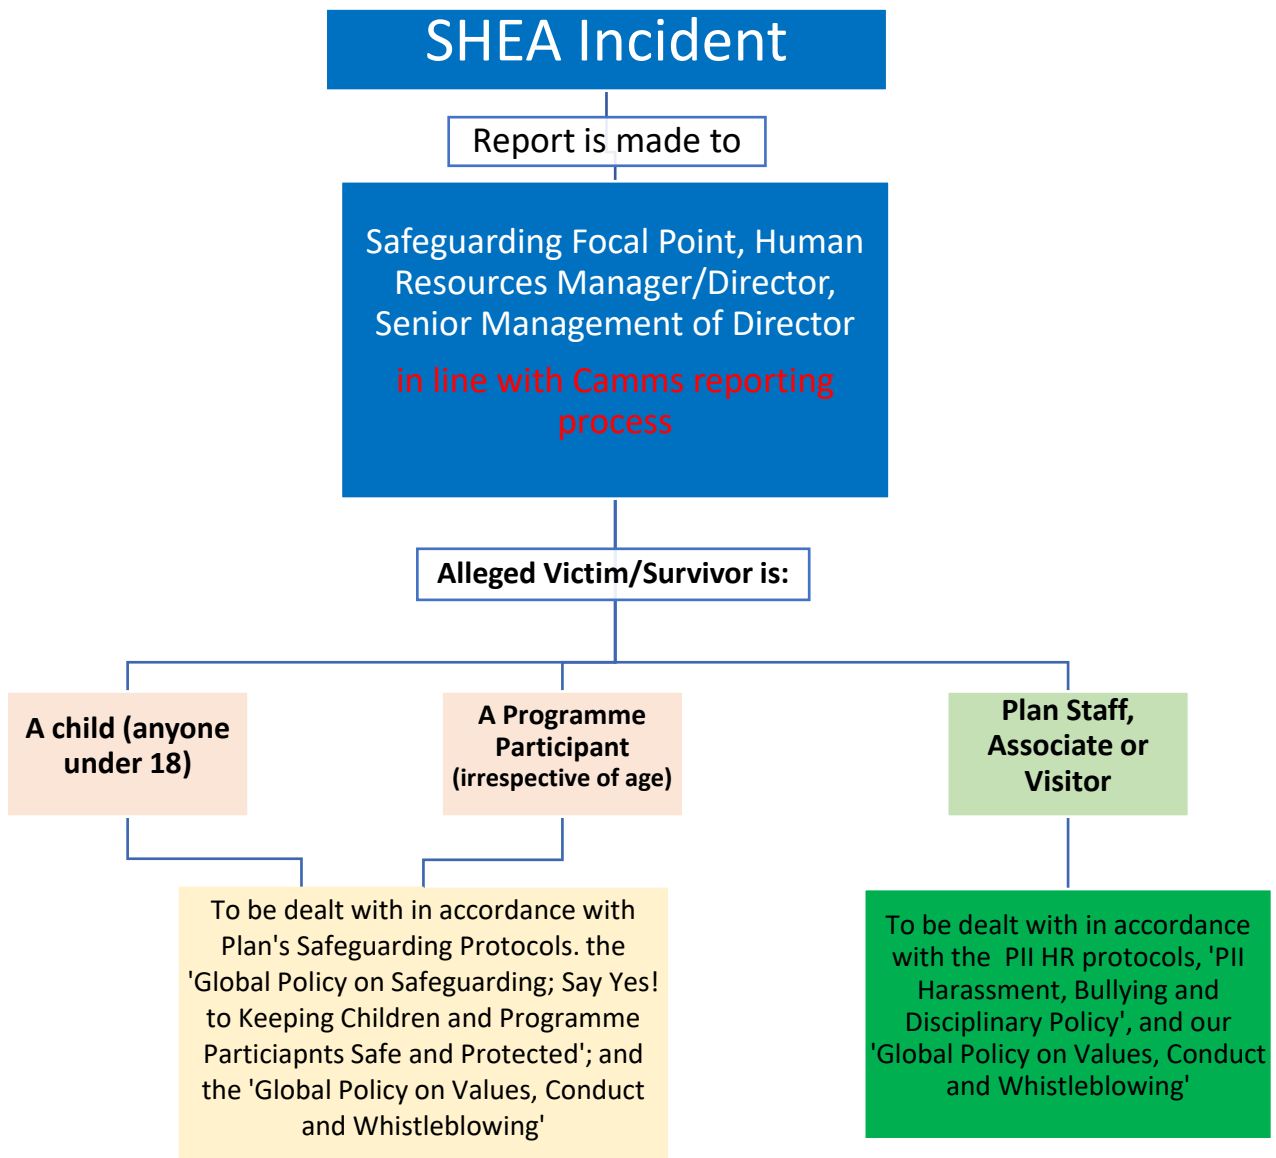 SHEA Incident
Report is made to
Safeguarding Focal Point, Human
Resources Manager/Director,
Senior Management of Director
in line with Camms reporting
process
Alleged Victim/Survivor is:
A child (anyone
under 18)
A Programme
Participant
(irrespective of age)
Plan Staff,
Associate or
Visitor
To be dealt with in accordance with
Plan's Safeguarding Protocols. the
'Global Policy on Safeguarding; Say Yes!
to Keeping Children and Programme
Particiapnts Safe and Protected'; and
the 'Global Policy on Values, Conduct
and Whistleblowing'
To be dealt with in accordance
with the PII HR protocols, 'PII
Harassment, Bullying and
Disciplinary Policy', and our
'Global Policy on Values, Conduct
and Whistleblowing'